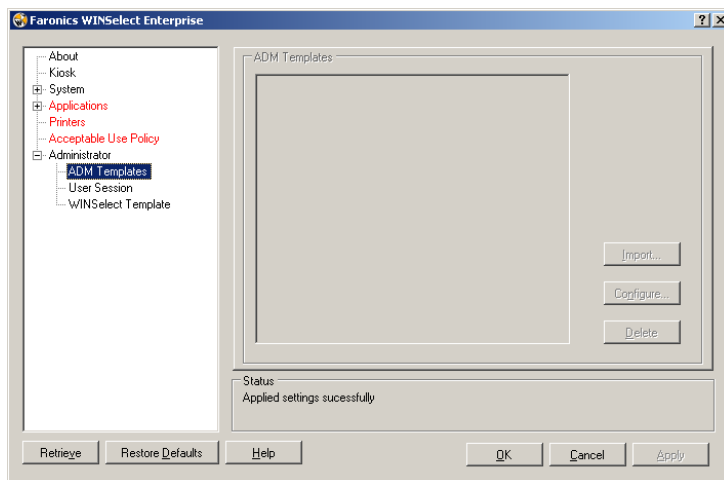 Faronics WINSelect Enterprise
About
Kiosk
System
Applications
Printers
Acceptable Use Policy
Administrator
ADM Templates
User Session
WINSelect Template
ADM Templates
Import...
Configure...
Delete
Status
Applied settings sucessfully
Retrieve
Restore Defaults
Help
OK
Cancel
Apply